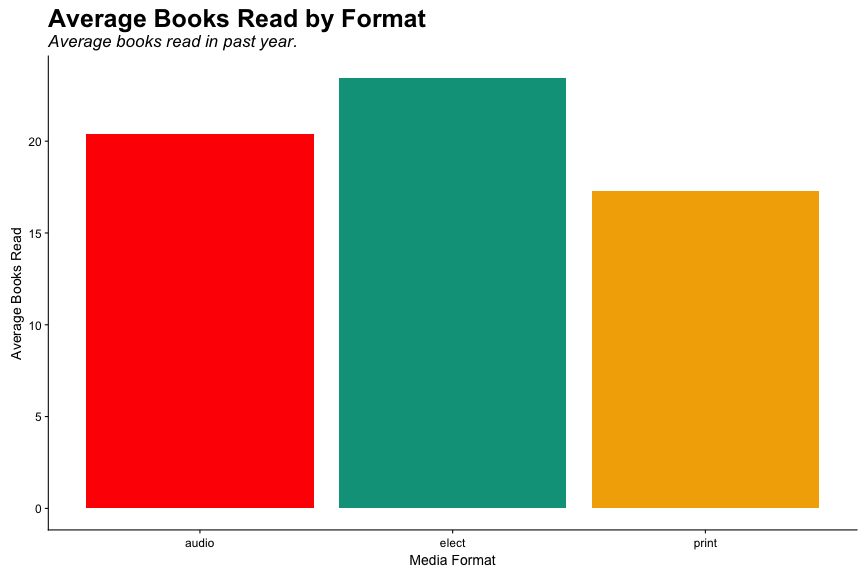 Average Books Read by Format
Average books read in past year.
Average Books Read
20
15
10
5
0
audio elect print
Media Format